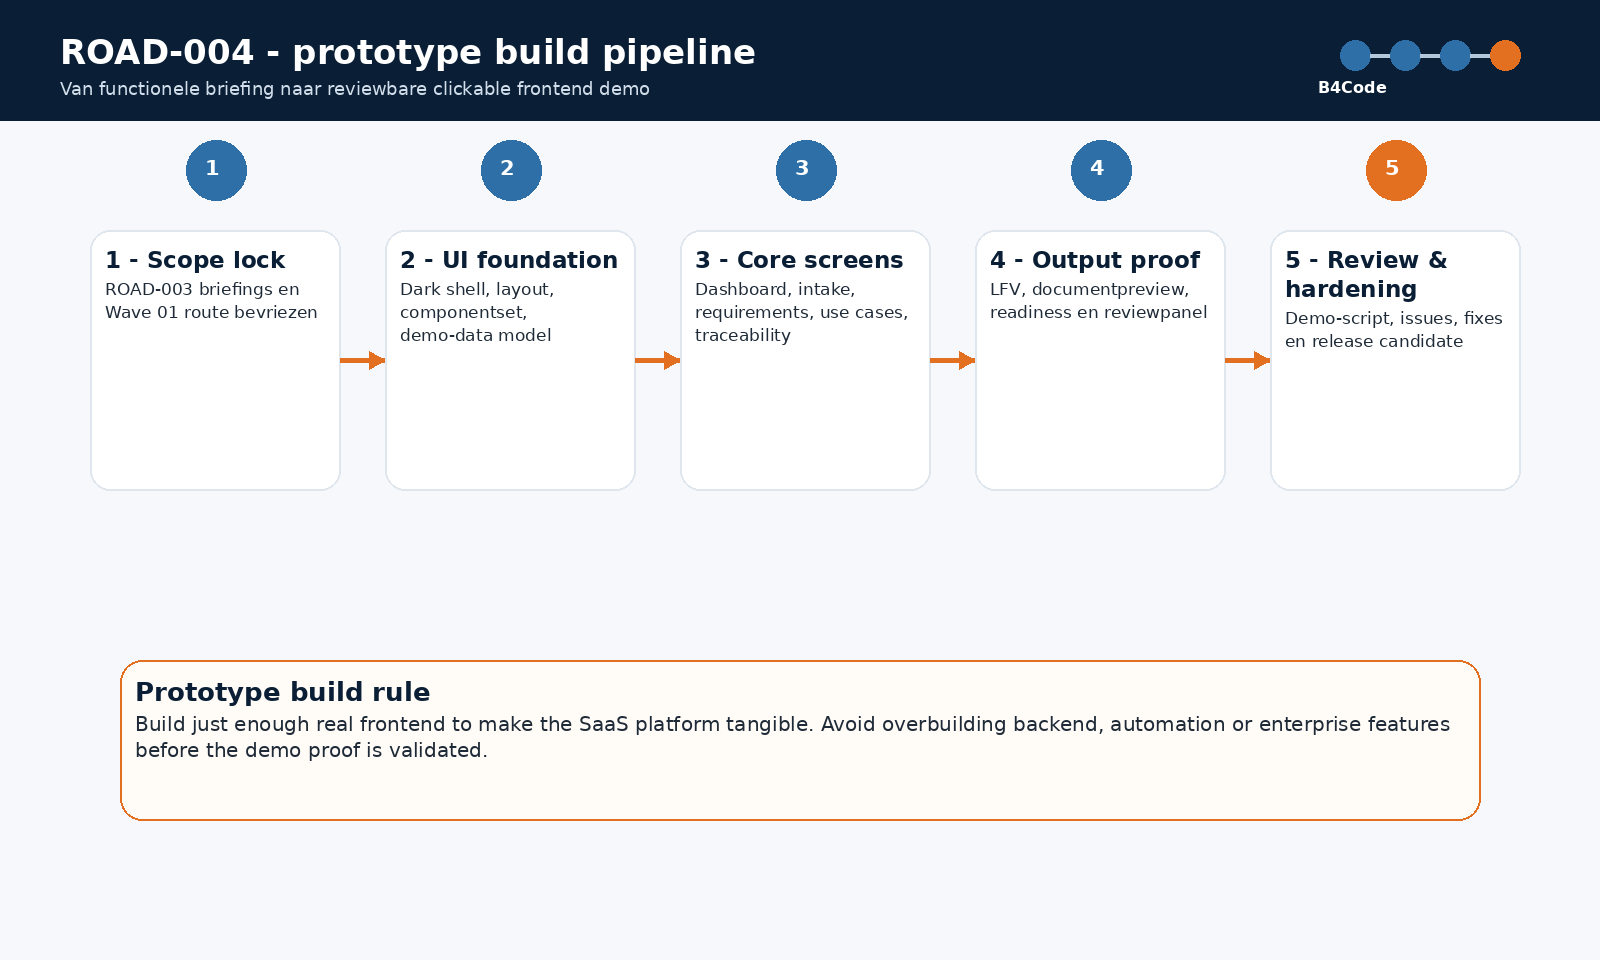 ROAD-004 - prototype build pipeline
Van functionele briefing naar reviewbare clickable frontend demo
B4Code
1
2
3
4
5
1 - Scope lock
ROAD-003 briefings en
Wave 01 route bevriezen
2 - UI foundation
Dark shell, layout,
componentset,
demo-data model
3 - Core screens
Dashboard, intake,
requirements, use cases,
traceability
4 - Output proof
LFV, documentpreview,
readiness en reviewpanel
5 - Review &
hardening
Demo-script, issues, fixes
en release candidate
Prototype build rule
Build just enough real frontend to make the SaaS platform tangible. Avoid overbuilding backend, automation or enterprise features
before the demo proof is validated.